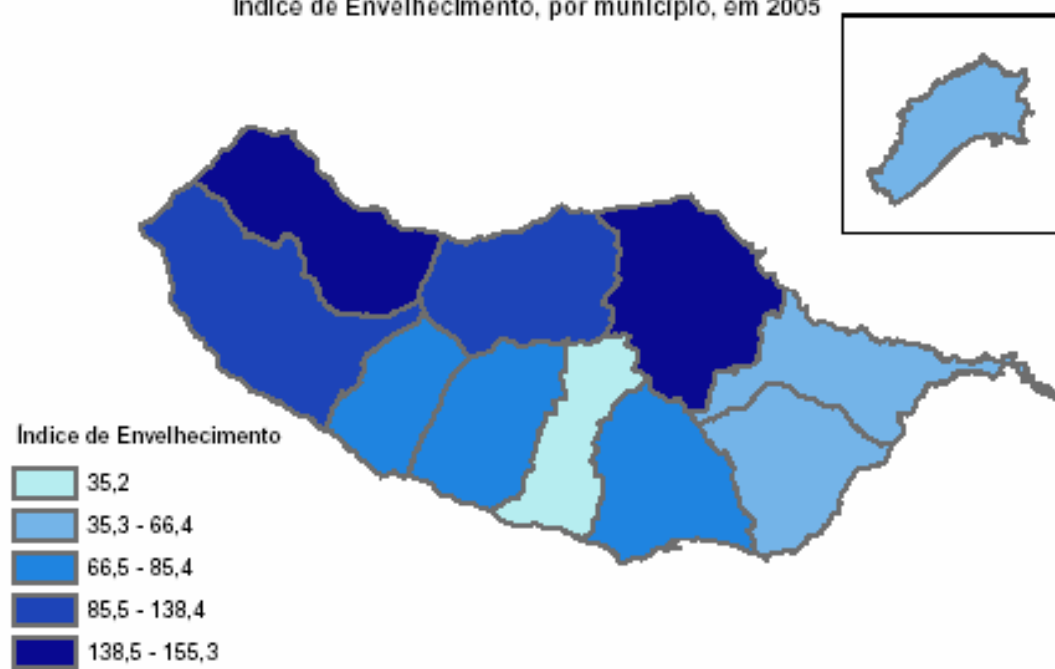 Índice de Envelhecimento, por município, em 2005
Índice de Envelhecimento
35,2
35,3 - 66,4
66,5 - 85,4
85,5 - 138,4
138,5 - 155,3